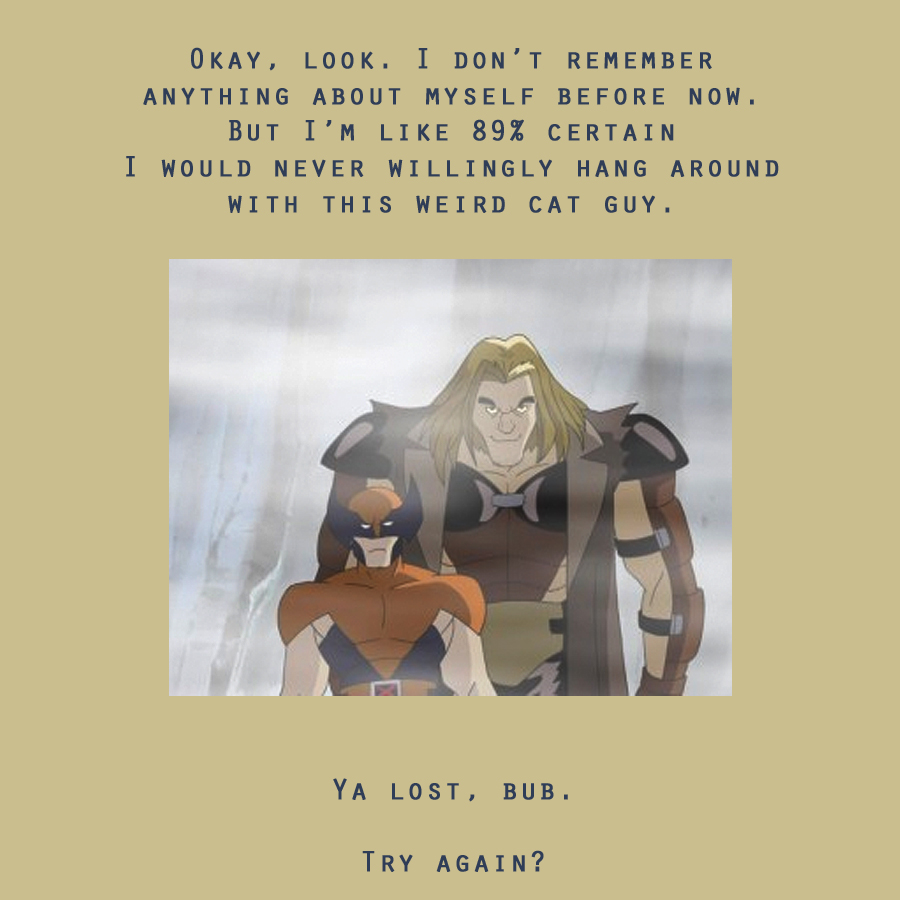 Okay, look. I don't remember
anything about myself before now.
But I'm like 89% certain
I would never willingly hang around
with this weird cat guy.
Ya lost, bub.
Try again?